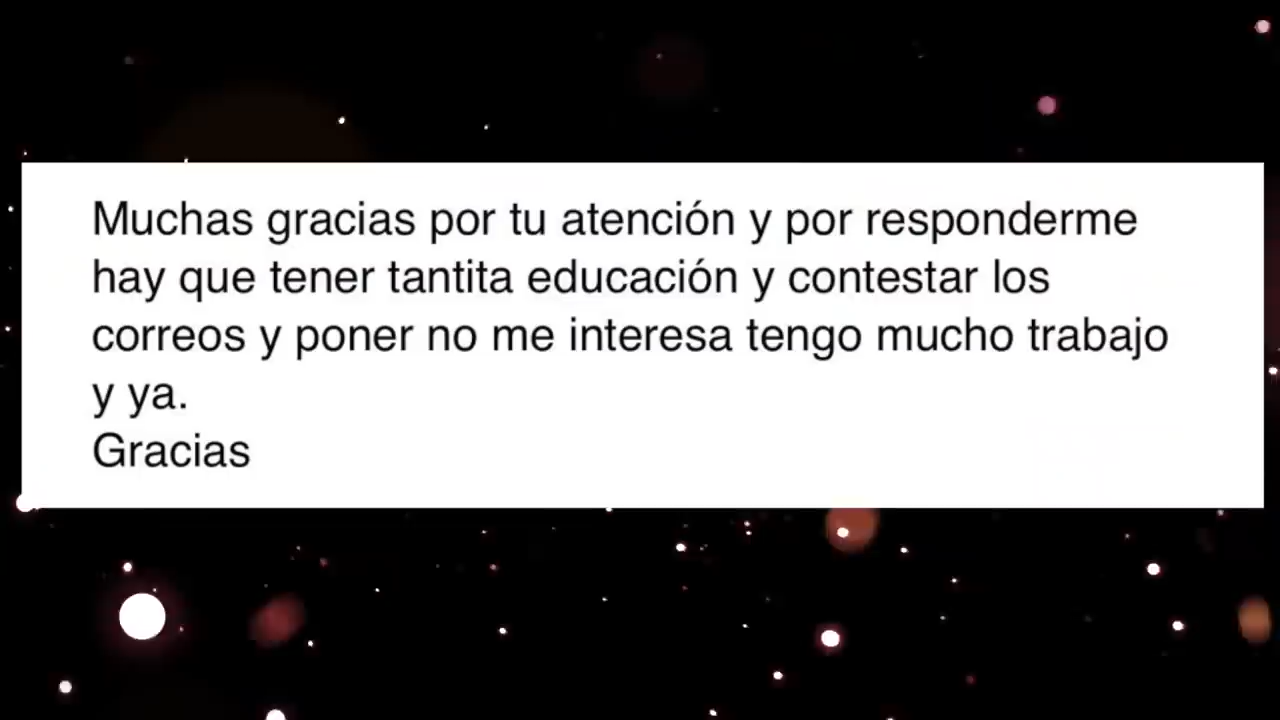 Muchas gracias por tu atención y por responderme
hay que tener tantita educación y contestar los
correos y poner no me interesa tengo mucho trabajo
y ya.
Gracias